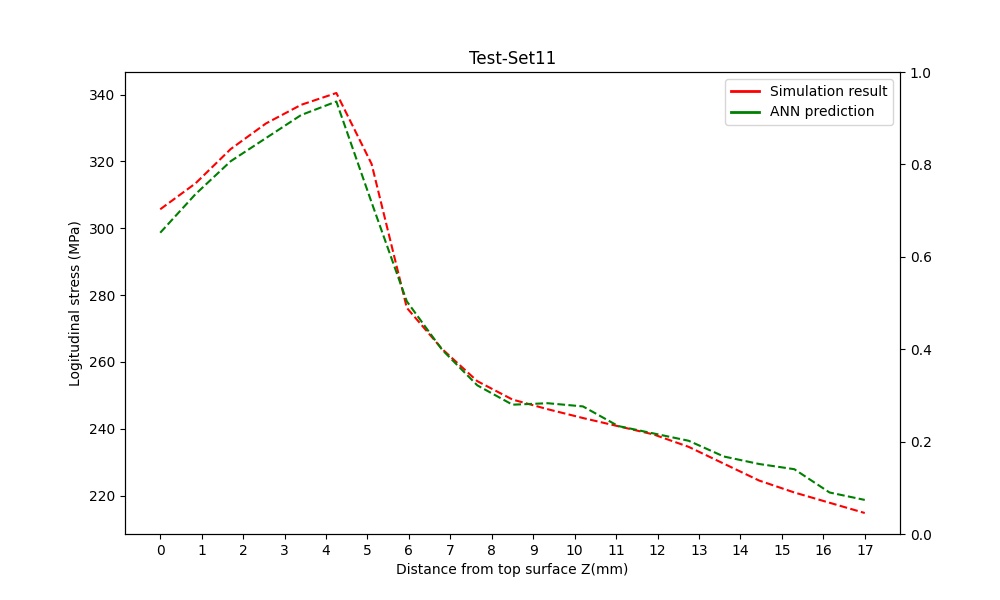 Test-Set11
Simulation result
ANN prediction
340
320
300
280
260
240
220
Logitudinal stress (MPa)
1.0
0.8
0.6
0.4
0.2
0.0
0 1 2 3 4 5 6 7 8 9 10 11 12 13 14 15 16 17
Distance from top surface Z(mm)